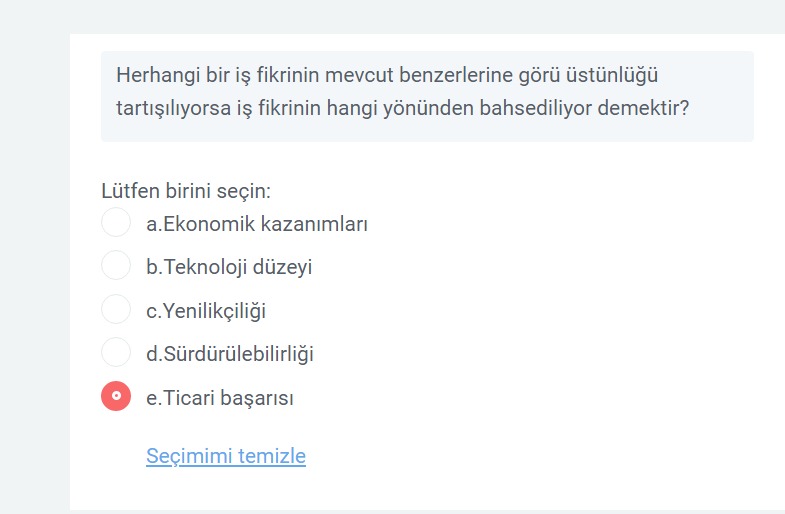 Herhangi bir iş fikrinin mevcut benzerlerine görü üstünlüğü
tartışılıyorsa iş fikrinin hangi yönünden bahsediliyor demektir?
Lütfen birini seçin:
a.Ekonomik kazanımları
b.Teknoloji düzeyi
c.Yenilikçiliği
d.Sürdürülebilirliği
e.Ticari başarısı
Seçimimi temizle